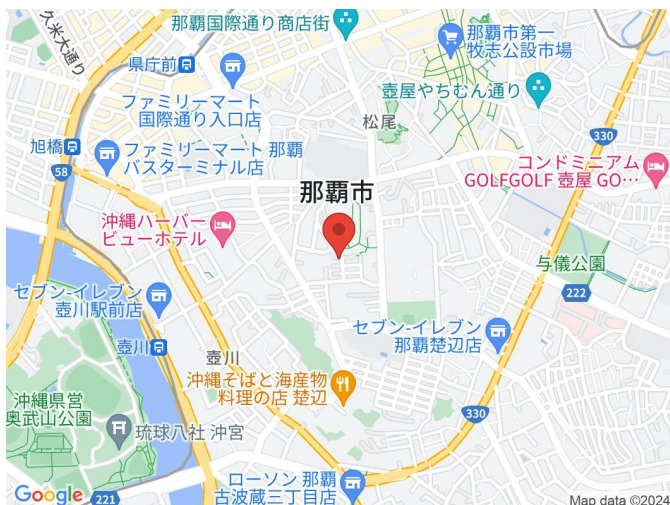 那覇国際通り商店街
久米大通り
県庁前
那覇市第一
牧志公設市場
ファミリーマート
国際通り入口店
壺屋やちむん通り
松尾
330
旭橋
58
ファミリーマート 那覇
バスターミナル店
コンドミニアム
GOLFGOLF 壺屋 GO…
那覇市
沖縄ハーバー
ビューホテル
与儀公園
222
セブン-イレブン
壺川駅前店
セブン-イレブン
那覇楚辺店
壺川
壺川
沖縄そばと海産物
料理の店 楚辺
沖縄県営
奥武山公園
330
琉球八社 沖宮
ローソン 那覇
古波蔵三丁目店
Google
221
Map data ©2024